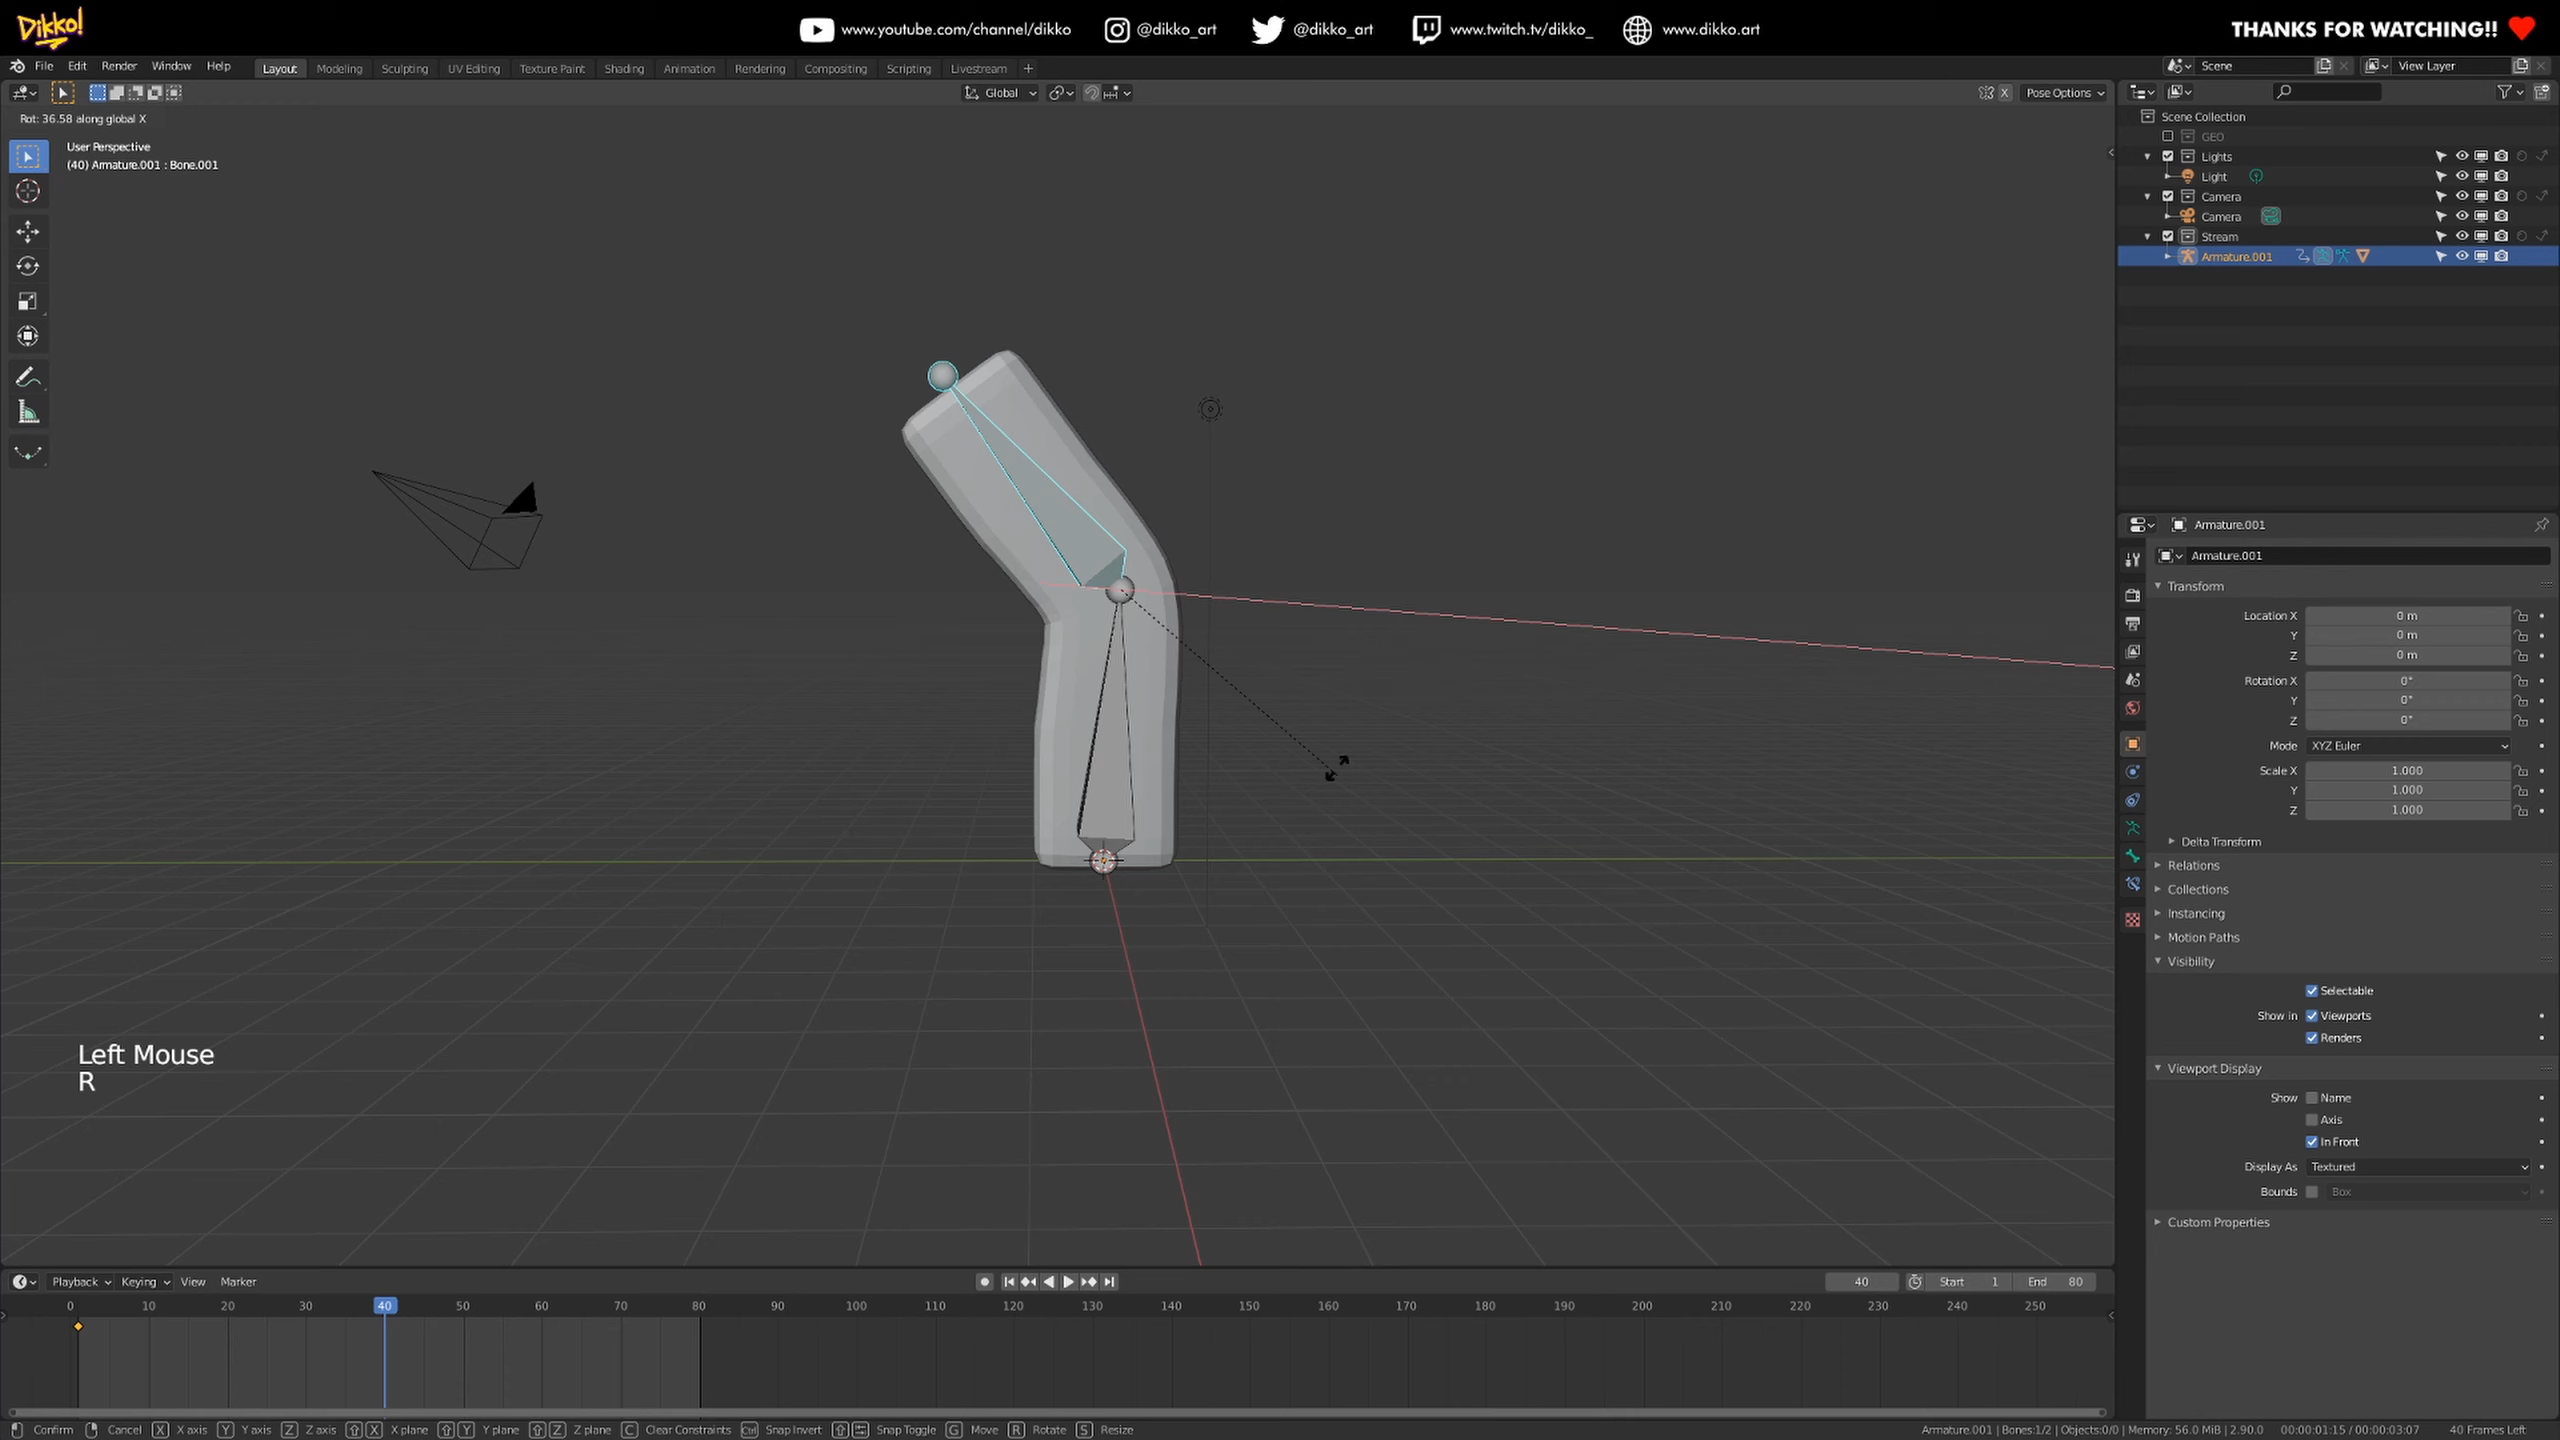 Dikko!
www.youtube.com/channel/dikko @dikko_art @dikko_art www.twitch.tv/dikko_ www.dikko.art
THANKS FOR WATCHING!!
File Edit Render Window Help Layout Modeling Sculpting UV Editing Texture Paint Shading Animation Rendering Compositing Scripting Livestream +
Scene View Layer
Global X Pose Options
Rot: 36.58 along global X
User Perspective
(40) Armature.001 : Bone.001
Scene Collection
GEO
Lights
Light
Camera
Camera
Stream
Armature.001
Armature.001
Armature.001
Transform
Location X 0 m
Y 0 m
Z 0 m
Rotation X 0°
Y 0°
Z 0°
Mode XYZ Euler
Scale X 1.000
Y 1.000
Z 1.000
Delta Transform
Relations
Collections
Instancing
Motion Paths
Visibility
Selectable
Show in Viewports
Renders
Viewport Display
Show Name
Axis
In Front
Display As Textured
Bounds Box
Custom Properties
Left Mouse
R
Playback Keying View Marker 40 Start 1 End 80
0 10 20 30 40 50 60 70 80 90 100 110 120 130 140 150 160 170 180 190 200 210 220 230 240 250
Confirm Cancel X X axis Y Y axis Z Z axis X X plane Y Y plane Z Z plane C Clear Constraints Ctrl Snap Invert Snap Toggle G Move R Rotate S Resize
Armature.001 | Bones:1/2 | Objects:0/0 | Memory: 56.0 MiB | 2.90.0 00:00:01:15 / 00:00:03:07 40 Frames Left